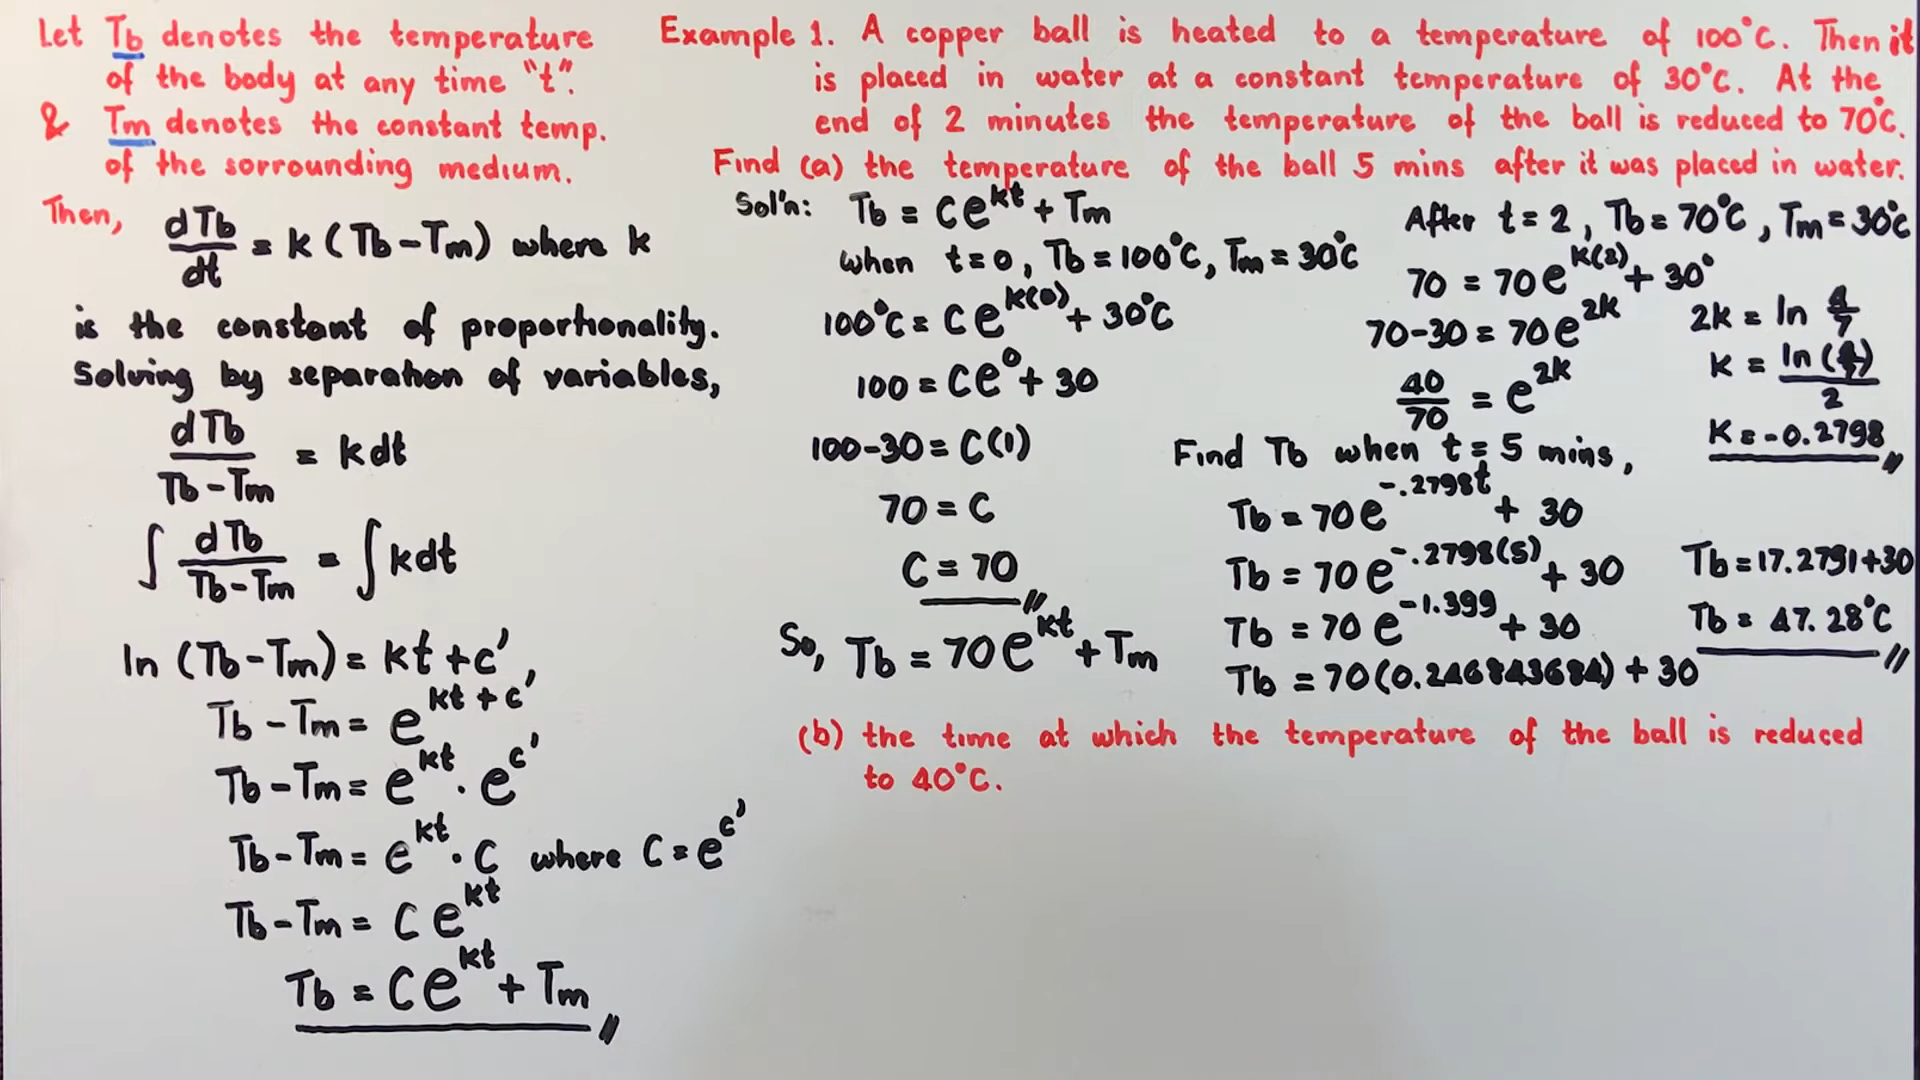 Let Tb denotes the temperature
of the body at any time "t".
& Tm denotes the constant temp.
of the sorrounding medium.
Then, dTb/dt = k (Tb-Tm) where k
is the constant of proportionality.
Solving by separation of variables,
dTb/(Tb-Tm) = kdt
∫ dTb/(Tb-Tm) = ∫ kdt
ln (Tb-Tm) = kt + c',
Tb - Tm = e^(kt + c')
Tb - Tm = e^(kt) · e^(c')
Tb - Tm = e^(kt) · C where C = e^(c')
Tb - Tm = C e^(kt)
Tb = Ce^(kt) + Tm
Example 1. A copper ball is heated to a temperature of 100°C. Then it
is placed in water at a constant temperature of 30°C. At the
end of 2 minutes the temperature of the ball is reduced to 70°C.
Find (a) the temperature of the ball 5 mins after it was placed in water.
Sol'n: Tb = Ce^(kt) + Tm
when t=0, Tb = 100°C, Tm = 30°C
100°C = Ce^(k(0)) + 30°C
100 = Ce^0 + 30
100-30 = C(1)
70 = C
C = 70
So, Tb = 70e^(kt) + Tm
After t=2, Tb = 70°C, Tm = 30°C
70 = 70e^(k(2)) + 30°
70-30 = 70e^(2k)
40/70 = e^(2k)
2k = ln 4/7
K = ln(4/7)/2
K = -0.2798
Find Tb when t = 5 mins,
Tb = 70e^(-.2798t) + 30
Tb = 70e^(-.2798(5)) + 30
Tb = 70e^(-1.399) + 30
Tb = 70(0.246843684) + 30
Tb = 17.2791+30
Tb = 47.28°C
(b) the time at which the temperature of the ball is reduced
to 40°C.